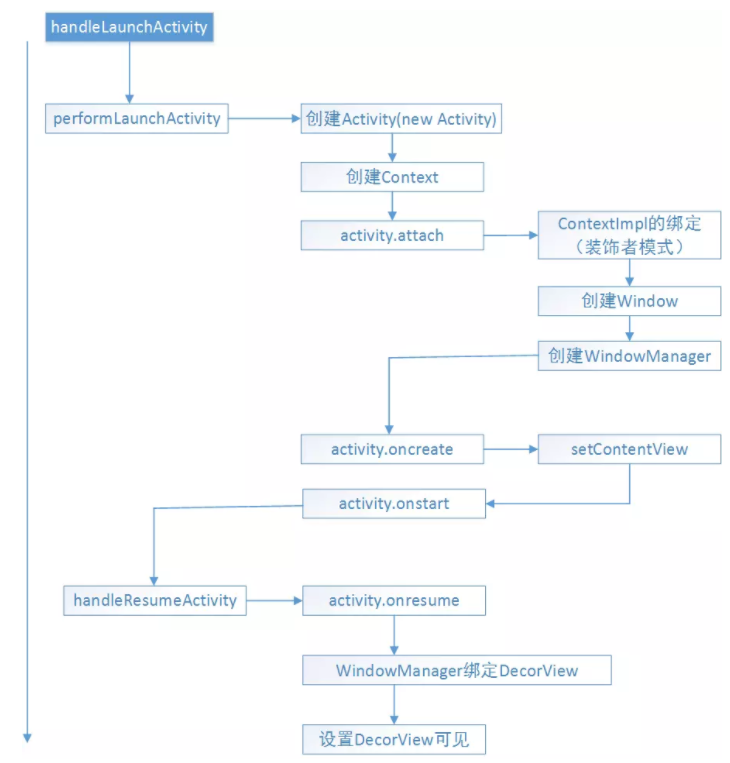 handleLaunchActivity
performLaunchActivity
创建Activity(new Activity)
创建Context
activity.attach
ContextImpl的绑定
（装饰者模式）
创建Window
创建WindowManager
activity.oncreate
setContentView
activity.onstart
handleResumeActivity
activity.onresume
WindowManager绑定DecorView
设置DecorView可见